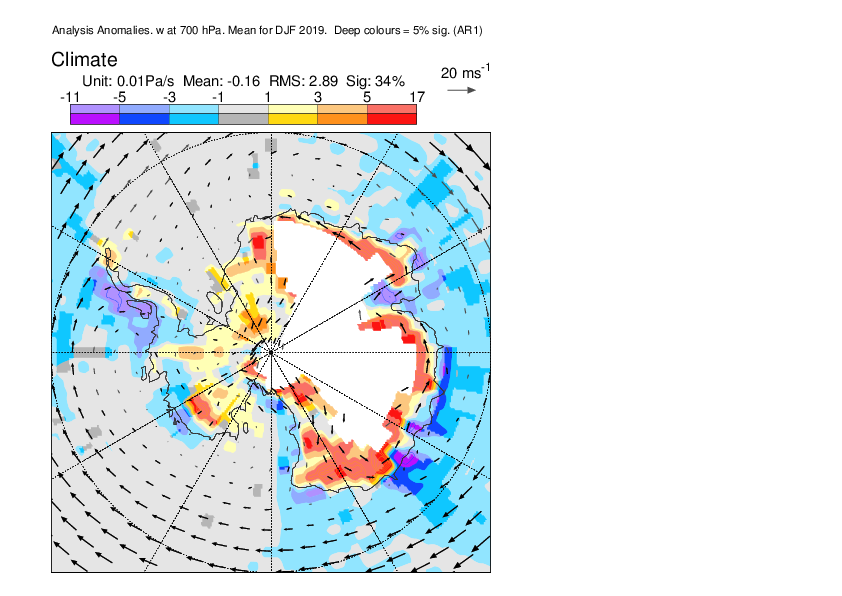 Analysis Anomalies. w at 700 hPa. Mean for DJF 2019. Deep colours = 5% sig. (AR1)
Climate
Unit: 0.01Pa/s Mean: -0.16 RMS: 2.89 Sig: 34%
20 ms-1
-11 -5 -3 -1 1 3 5 17